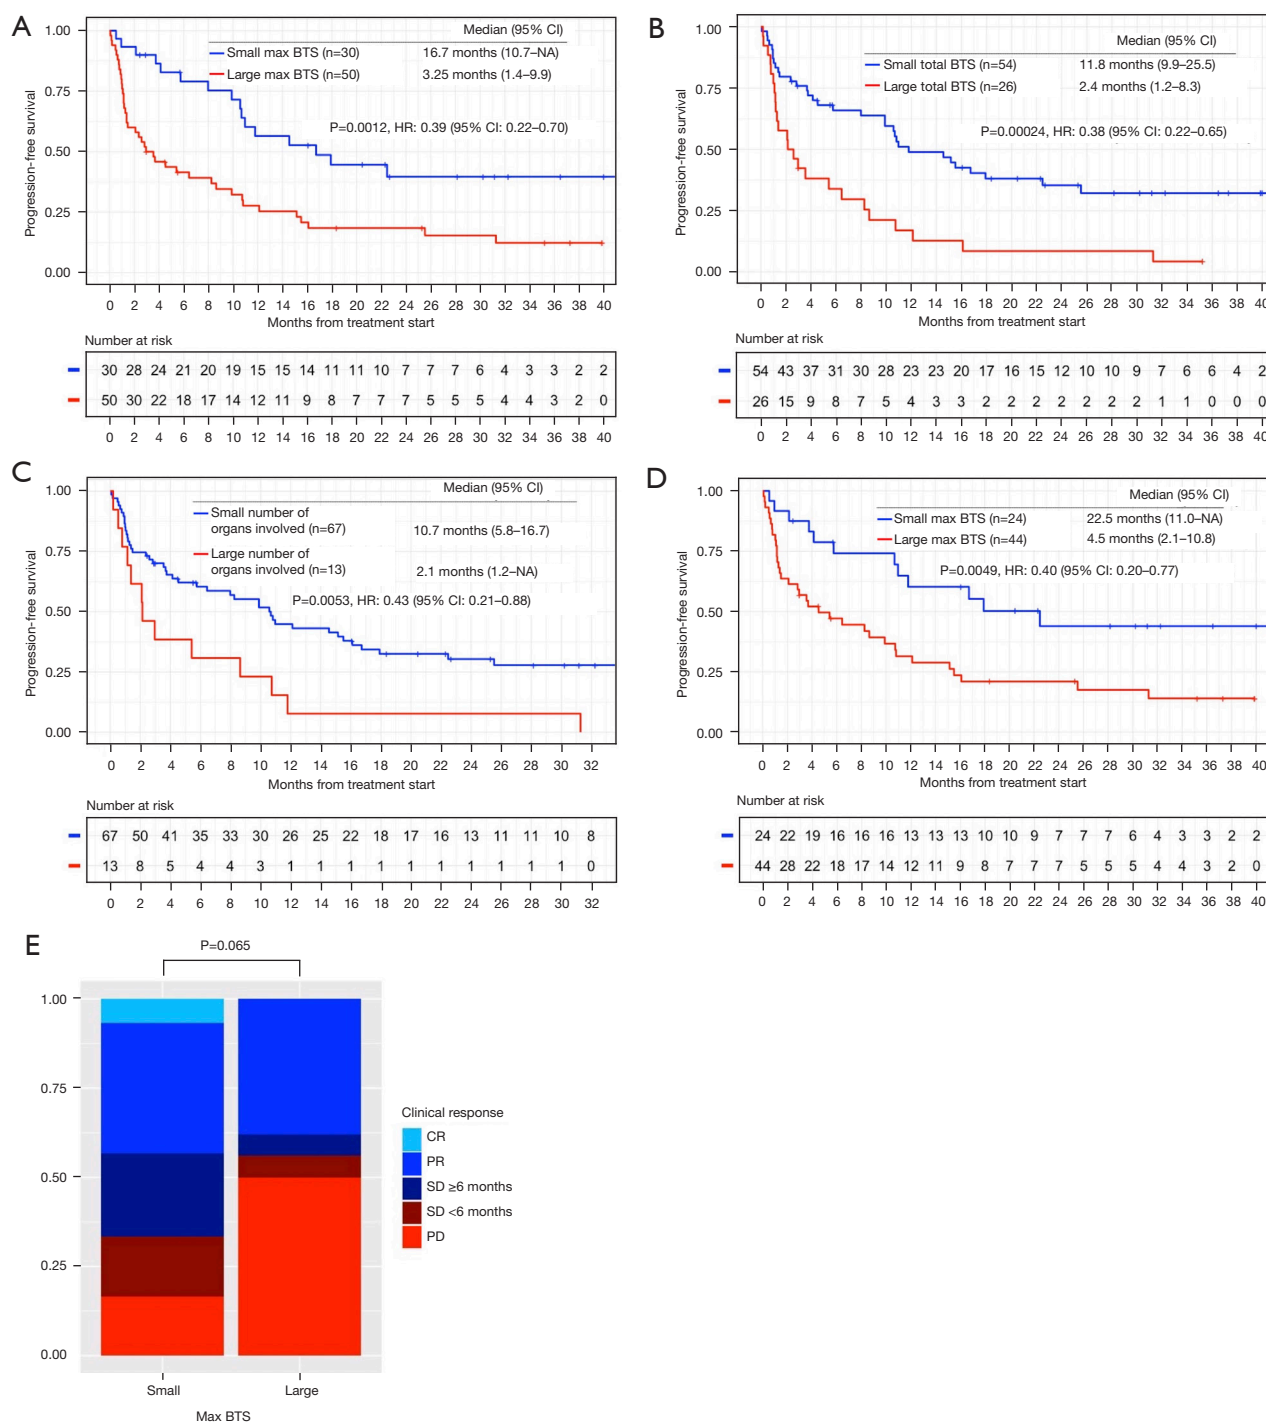 A
Median (95% CI)
Small max BTS (n=30) 16.7 months (10.7–NA)
Large max BTS (n=50) 3.25 months (1.4–9.9)
P=0.0012, HR: 0.39 (95% CI: 0.22–0.70)
Progression-free survival
1.00
0.75
0.50
0.25
0.00
0 2 4 6 8 10 12 14 16 18 20 22 24 26 28 30 32 34 36 38 40
Months from treatment start
Number at risk
30 28 24 21 20 19 15 15 14 11 11 10 7 7 7 6 4 3 3 2 2
50 30 22 18 17 14 12 11 9 8 7 7 7 5 5 5 4 4 3 2 0
0 2 4 6 8 10 12 14 16 18 20 22 24 26 28 30 32 34 36 38 40
B
Median (95% CI)
Small total BTS (n=54) 11.8 months (9.9–25.5)
Large total BTS (n=26) 2.4 months (1.2–8.3)
P=0.00024, HR: 0.38 (95% CI: 0.22–0.65)
Progression-free survival
1.00
0.75
0.50
0.25
0.00
0 2 4 6 8 10 12 14 16 18 20 22 24 26 28 30 32 34 36 38 40
Months from treatment start
Number at risk
54 43 37 31 30 28 23 23 20 17 16 15 12 10 10 9 7 6 6 4 2
26 15 9 8 7 5 4 3 3 2 2 2 2 2 2 2 1 1 0 0 0
0 2 4 6 8 10 12 14 16 18 20 22 24 26 28 30 32 34 36 38 40
C
Median (95% CI)
Small number of
organs involved (n=67) 10.7 months (5.8–16.7)
Large number of
organs involved (n=13) 2.1 months (1.2–NA)
P=0.0053, HR: 0.43 (95% CI: 0.21–0.88)
Progression-free survival
1.00
0.75
0.50
0.25
0.00
0 2 4 6 8 10 12 14 16 18 20 22 24 26 28 30 32
Months from treatment start
Number at risk
67 50 41 35 33 30 26 25 22 18 17 16 13 11 11 10 8
13 8 5 4 4 3 1 1 1 1 1 1 1 1 1 1 0
0 2 4 6 8 10 12 14 16 18 20 22 24 26 28 30 32
D
Median (95% CI)
Small max BTS (n=24) 22.5 months (11.0–NA)
Large max BTS (n=44) 4.5 months (2.1–10.8)
P=0.0049, HR: 0.40 (95% CI: 0.20–0.77)
Progression-free survival
1.00
0.75
0.50
0.25
0.00
0 2 4 6 8 10 12 14 16 18 20 22 24 26 28 30 32 34 36 38 40
Months from treatment start
Number at risk
24 22 19 16 16 16 13 13 13 10 10 9 7 7 7 6 4 3 3 2 2
44 28 22 18 17 14 12 11 9 8 7 7 7 5 5 5 4 4 3 2 0
0 2 4 6 8 10 12 14 16 18 20 22 24 26 28 30 32 34 36 38 40
E
P=0.065
1.00
0.75
0.50
0.25
0.00
Clinical response
CR
PR
SD ≥6 months
SD <6 months
PD
Small Large
Max BTS